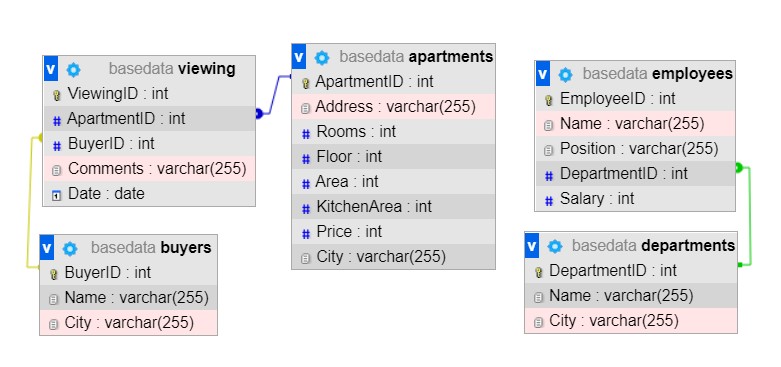 v basedata viewing
ViewingID : int
# ApartmentID : int
# BuyerID : int
Comments : varchar(255)
Date : date
v basedata buyers
BuyerID : int
Name : varchar(255)
City : varchar(255)
v basedata apartments
ApartmentID : int
Address : varchar(255)
# Rooms : int
# Floor : int
# Area : int
# KitchenArea : int
# Price : int
City : varchar(255)
v basedata employees
EmployeeID : int
Name : varchar(255)
Position : varchar(255)
# DepartmentID : int
# Salary : int
v basedata departments
DepartmentID : int
Name : varchar(255)
City : varchar(255)